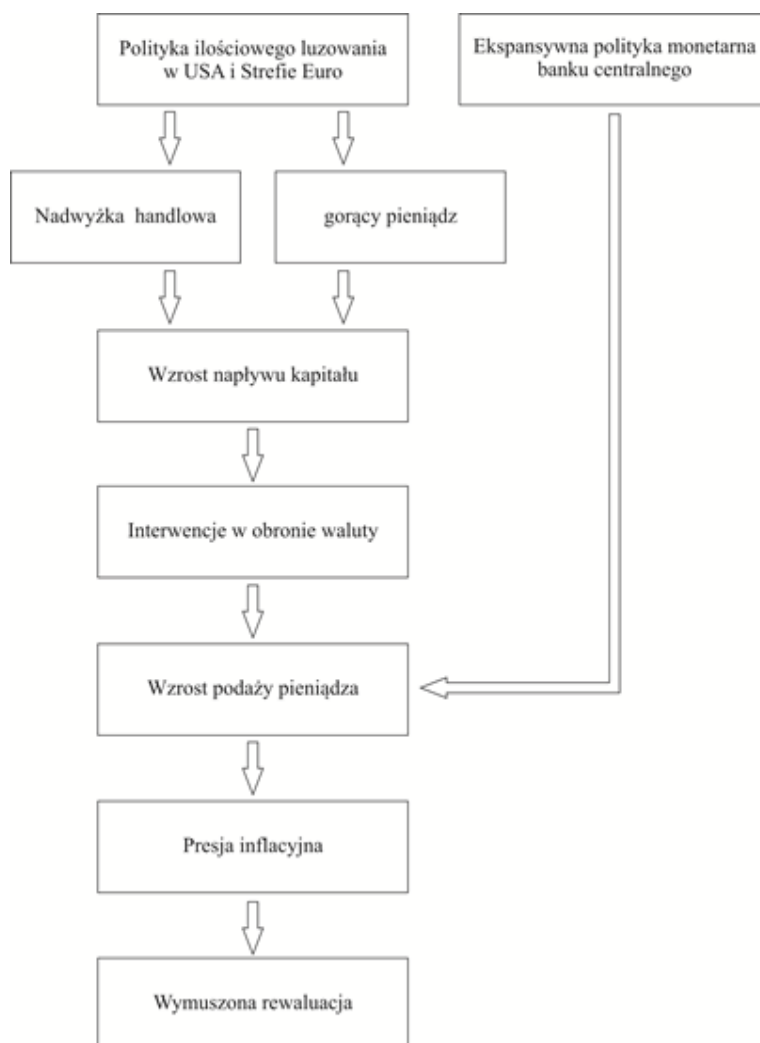 Polityka ilościowego luzowania
w USA i Strefie Euro
Ekspansywna polityka monetarna
banku centralnego
Nadwyżka handlowa
gorący pieniądz
Wzrost napływu kapitału
Interwencje w obronie waluty
Wzrost podaży pieniądza
Presja inflacyjna
Wymuszona rewaluacja